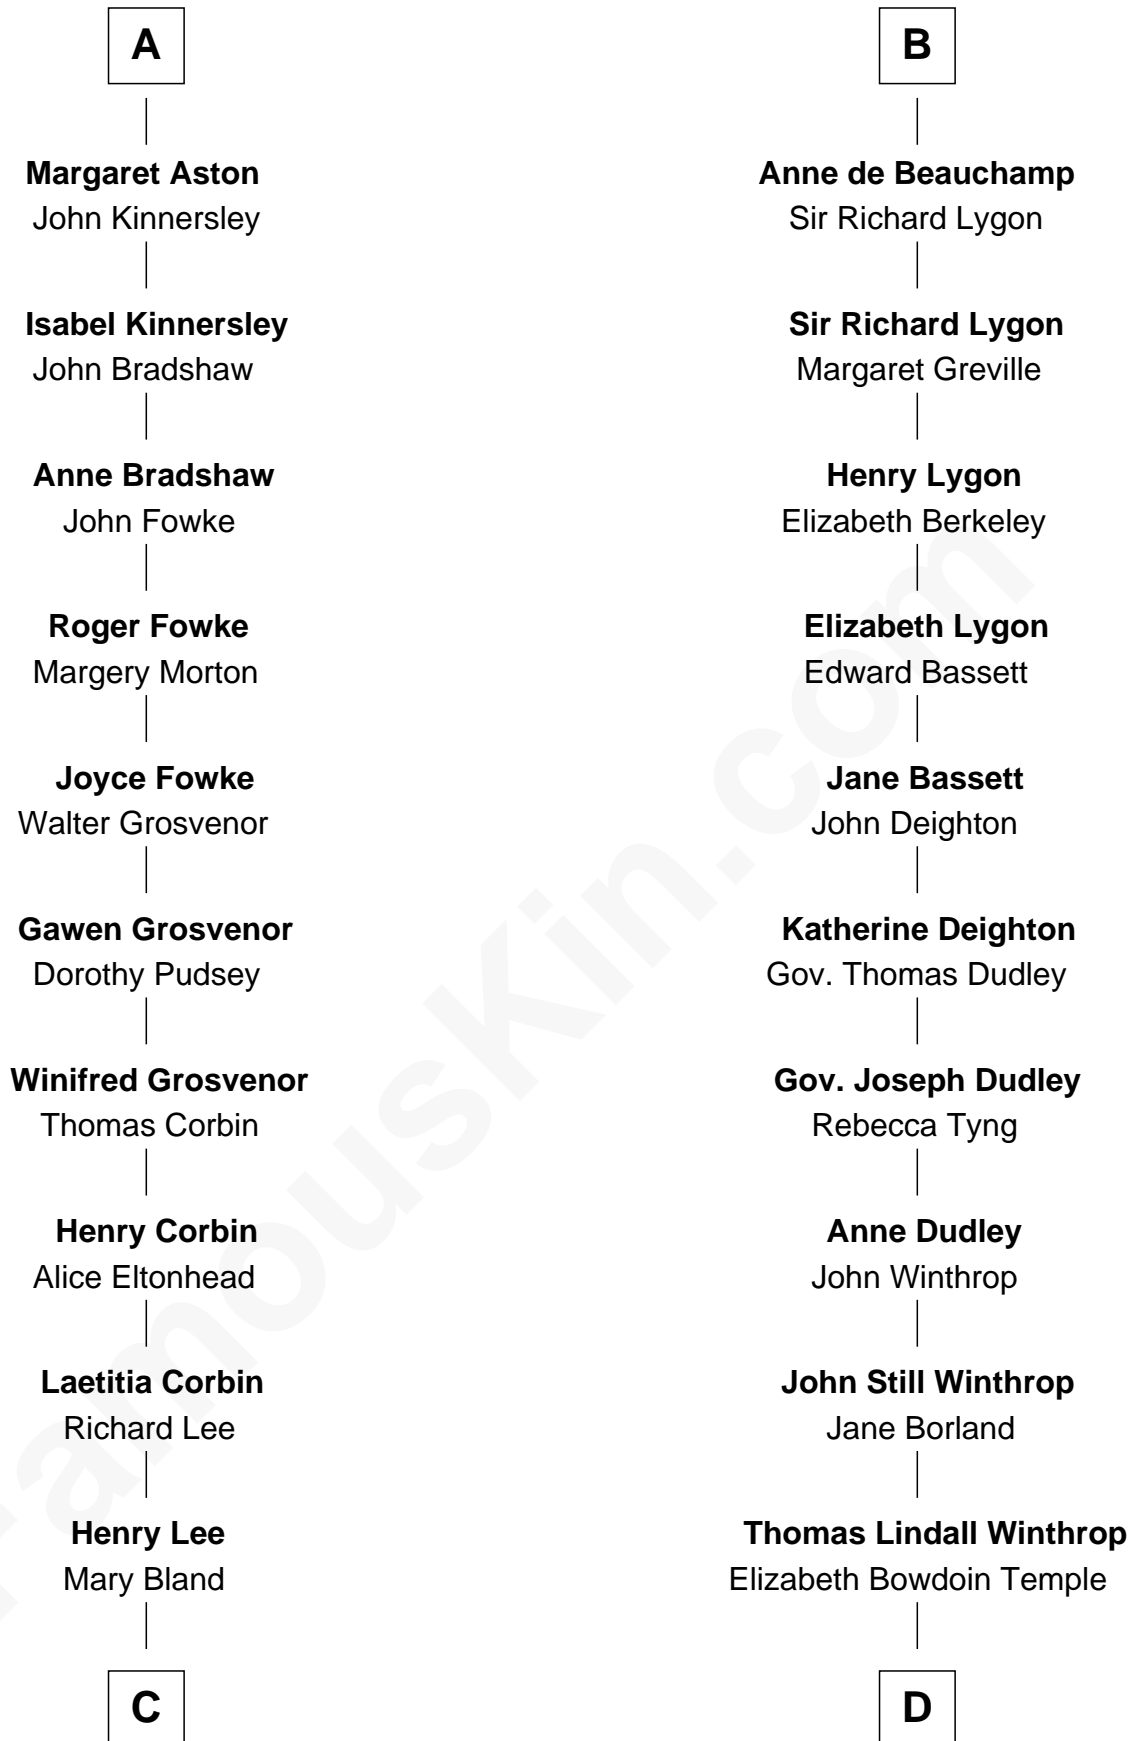 A
Margaret Aston
John Kinnersley
Isabel Kinnersley
John Bradshaw
Anne Bradshaw
John Fowke
Roger Fowke
Margery Morton
Joyce Fowke
Walter Grosvenor
Gawen Grosvenor
Dorothy Pudsey
Winifred Grosvenor
Thomas Corbin
Henry Corbin
Alice Eltonhead
Laetitia Corbin
Richard Lee
Henry Lee
Mary Bland
C
B
Anne de Beauchamp
Sir Richard Lygon
Sir Richard Lygon
Margaret Greville
Henry Lygon
Elizabeth Berkeley
Elizabeth Lygon
Edward Bassett
Jane Bassett
John Deighton
Katherine Deighton
Gov. Thomas Dudley
Gov. Joseph Dudley
Rebecca Tyng
Anne Dudley
John Winthrop
John Still Winthrop
Jane Borland
Thomas Lindall Winthrop
Elizabeth Bowdoin Temple
D
FamousKin.com